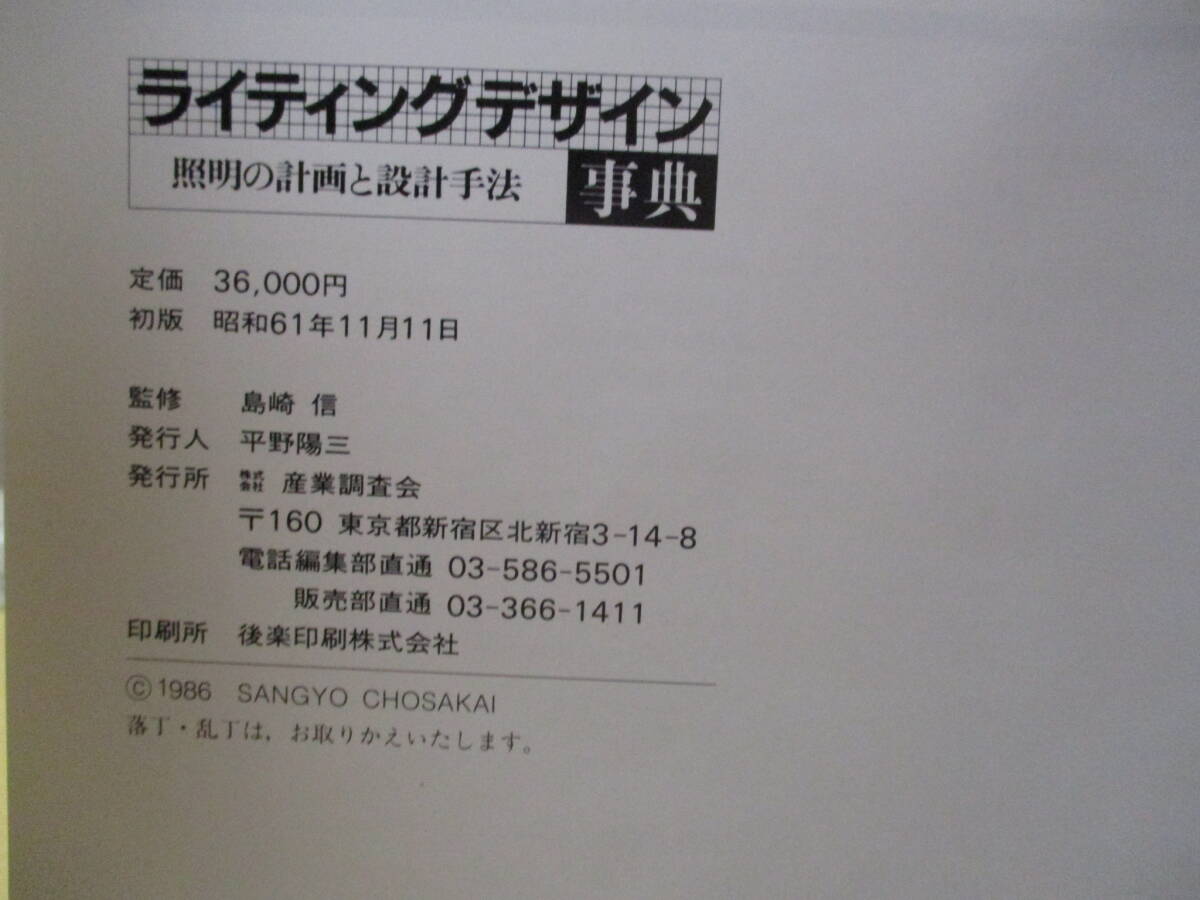 ライティングデザイン
照明の計画と設計手法 事典
定価 36,000円
初版 昭和61年11月11日
監修 島崎 信
発行人 平野陽三
発行所 株式会社 産業調査会
〒160 東京都新宿区北新宿3-14-8
電話編集部直通 03-586-5501
販売部直通 03-366-1411
印刷所 後楽印刷株式会社
©1986 SANGYO CHOSAKAI
落丁・乱丁は,お取りかえいたします。